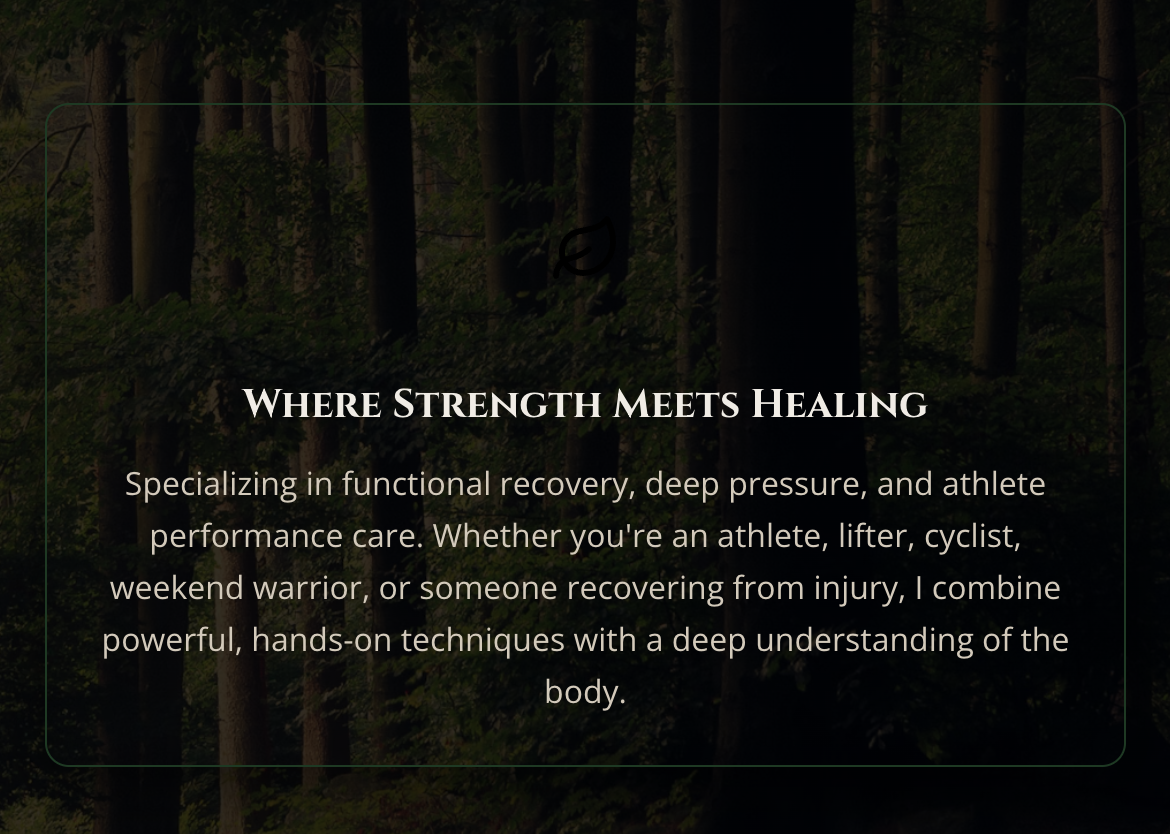 Where Strength Meets Healing
Specializing in functional recovery, deep pressure, and athlete
performance care. Whether you're an athlete, lifter, cyclist,
weekend warrior, or someone recovering from injury, I combine
powerful, hands-on techniques with a deep understanding of the
body.